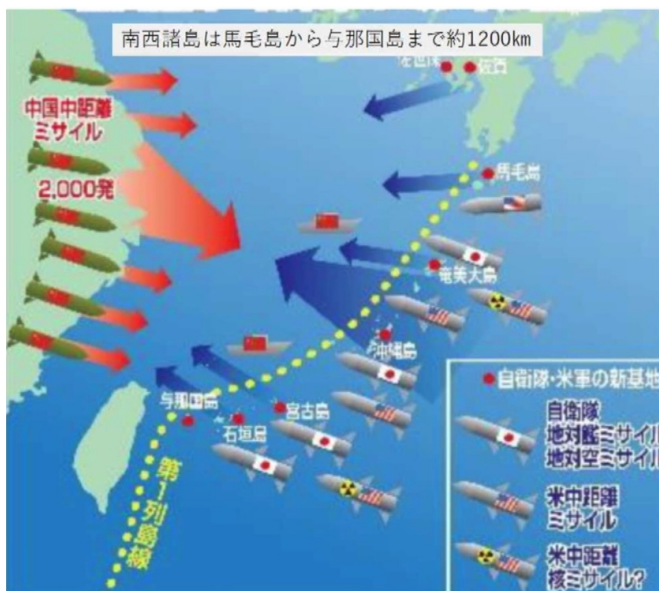 南西諸島は馬毛島から与那国島まで約1200km
佐世保
佐賀
中国中距離
ミサイル
2,000発
馬毛島
奄美大島
沖縄島
与那国島
宮古島
石垣島
第1列島線
自衛隊・米軍の新基地
自衛隊
地対艦ミサイル
地対空ミサイル
米中距離
ミサイル
米中距離
核ミサイル?